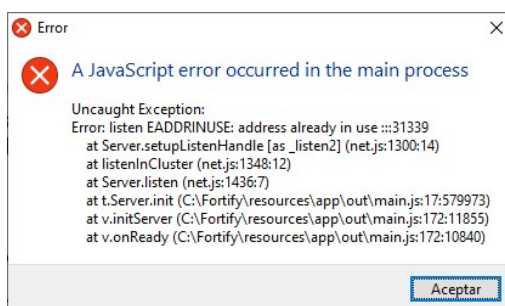 Error
A JavaScript error occurred in the main process
Uncaught Exception:
Error: listen EADDRINUSE: address already in use :::31339
at Server.setupListenHandle [as _listen2] (net.js:1300:14)
at listenInCluster (net.js:1348:12)
at Server.listen (net.js:1436:7)
at t.Server.init (C:\Fortify\resources\app\out\main.js:17:579973)
at v.initServer (C:\Fortify\resources\app\out\main.js:172:11855)
at v.onReady (C:\Fortify\resources\app\out\main.js:172:10840)
Aceptar